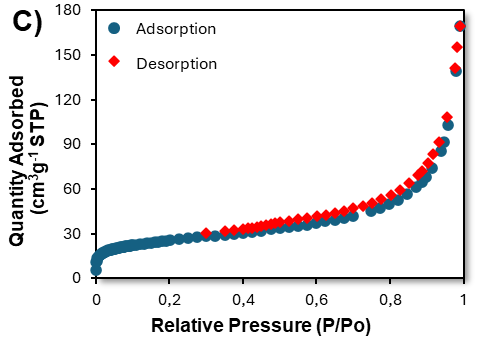 C)
Adsorption
Desorption
Quantity Adsorbed
(cm³g⁻¹ STP)
180
150
120
90
60
30
0
0
0,2
0,4
0,6
0,8
1
Relative Pressure (P/Po)